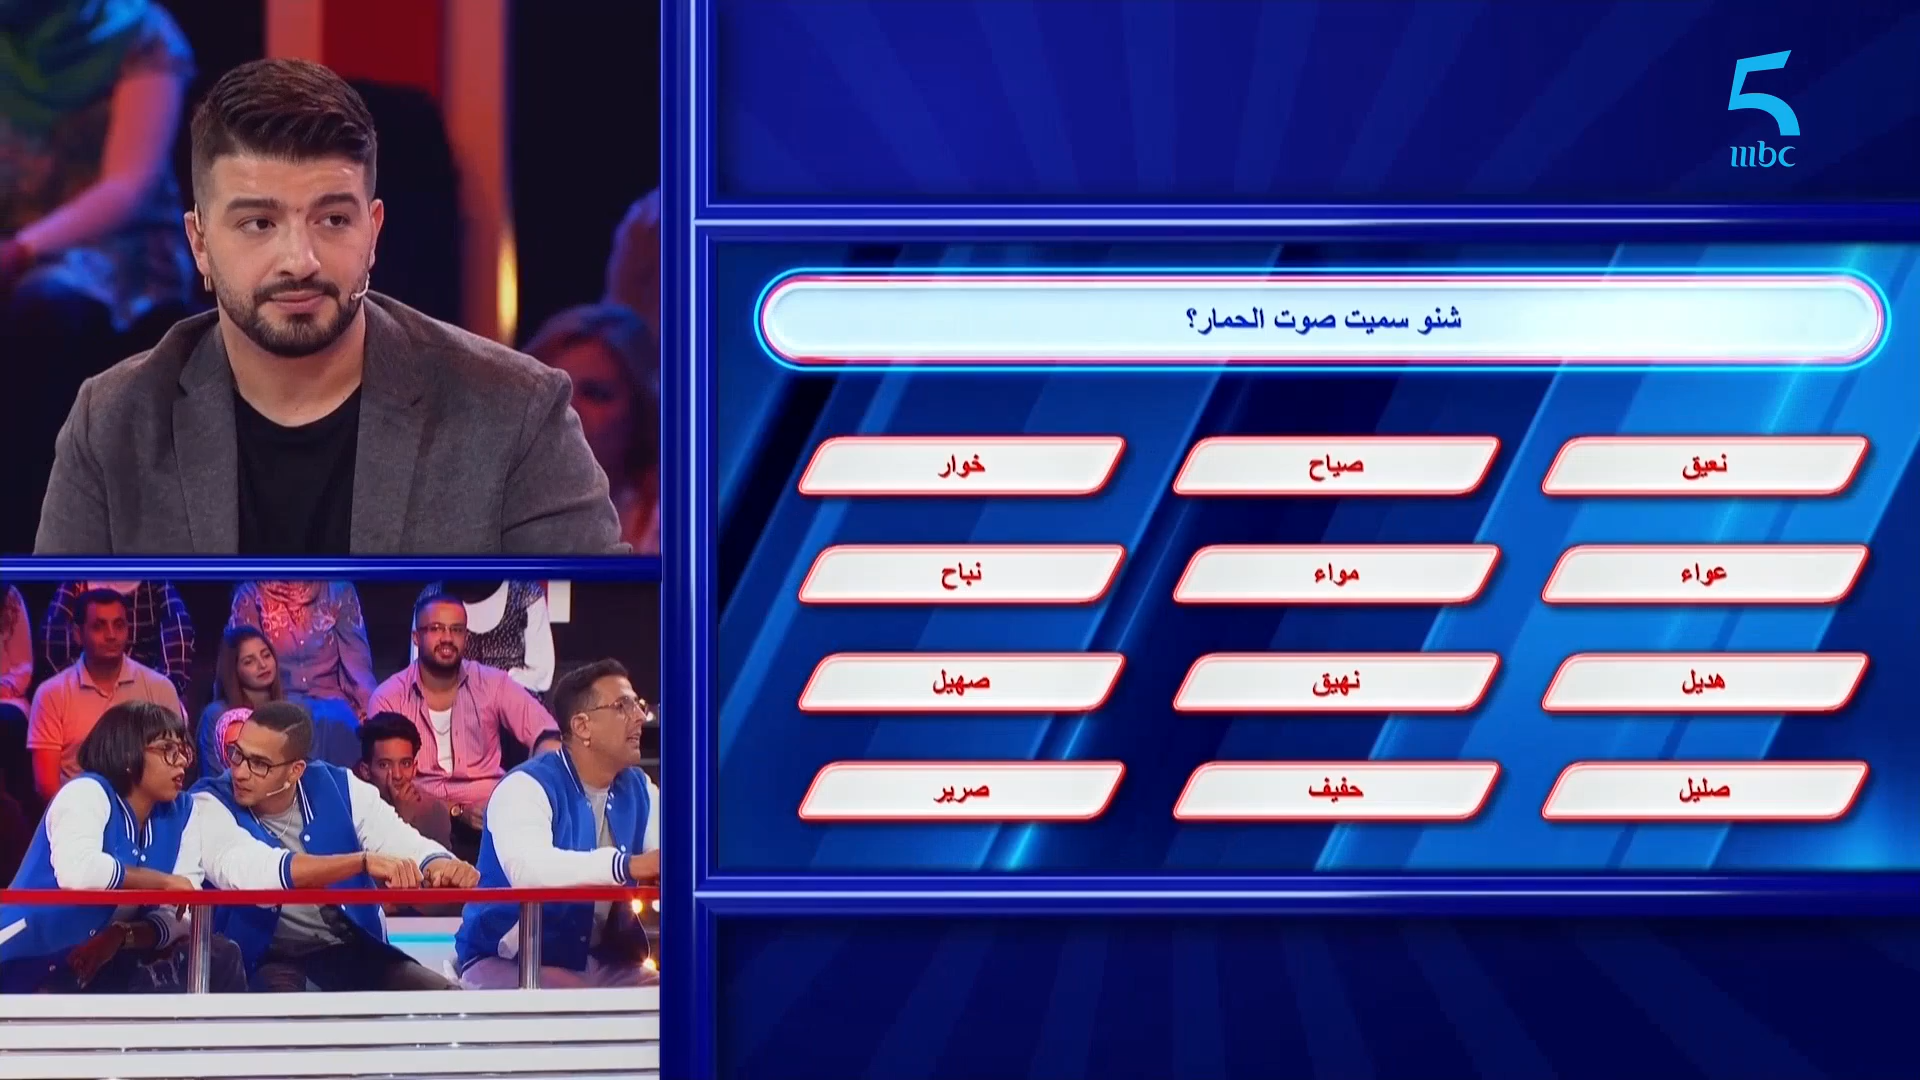 5
mbc
شنو سميت صوت الحمار؟
نعيق
صياح
خوار
عواء
مواء
نباح
هديل
نهيق
صهيل
صليل
حفيف
صرير